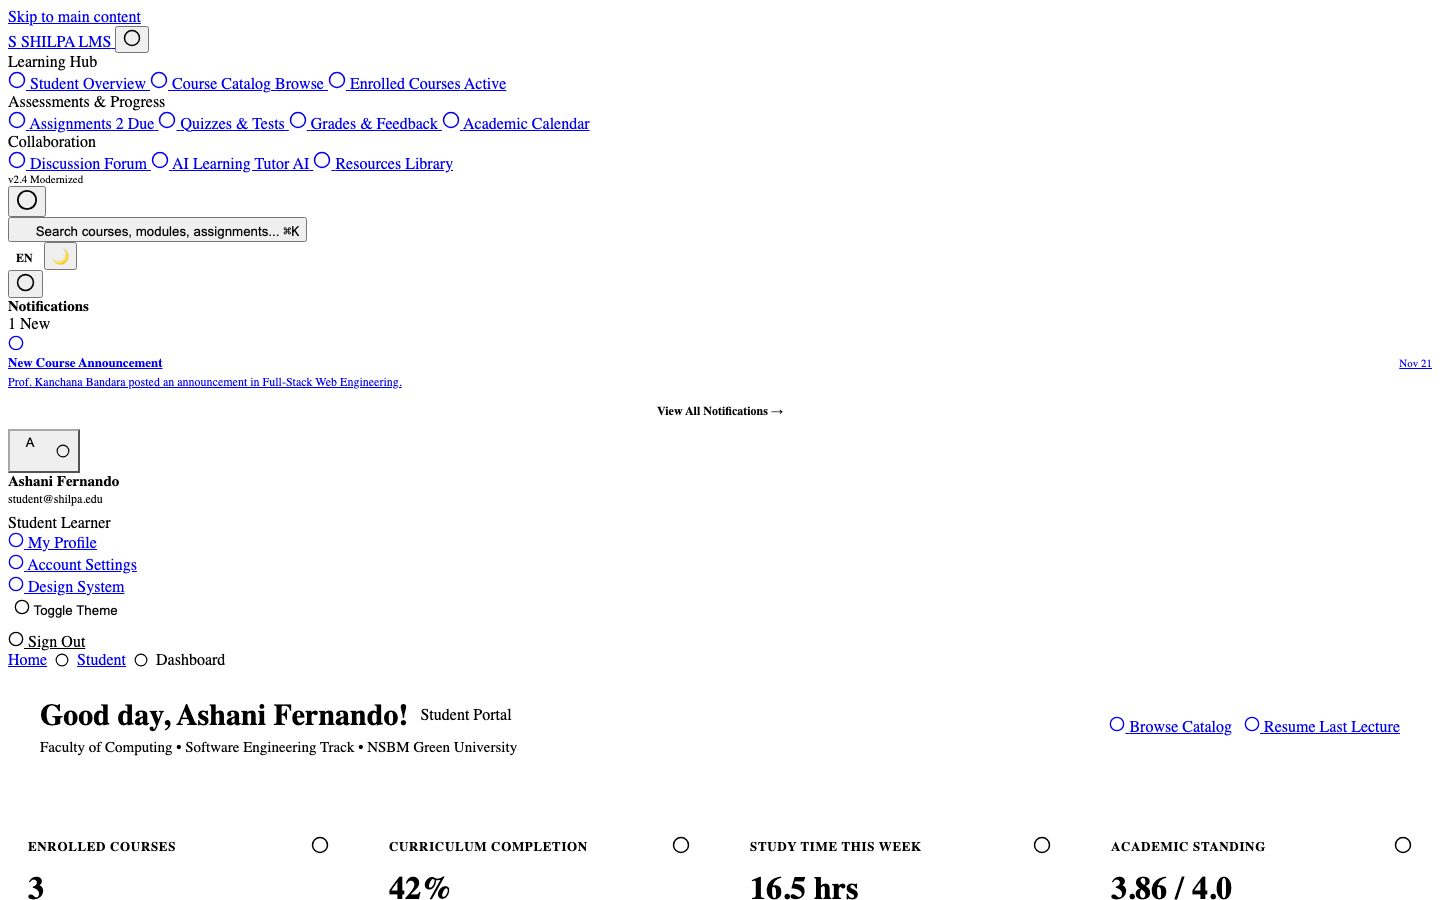 Skip to main content
S SHILPA LMS
Learning Hub
Student Overview Course Catalog Browse Enrolled Courses Active
Assessments & Progress
Assignments 2 Due Quizzes & Tests Grades & Feedback Academic Calendar
Collaboration
Discussion Forum AI Learning Tutor AI Resources Library
v2.4 Modernized
Search courses, modules, assignments... ⌘K
EN 🌙
Notifications
1 New
New Course Announcement Nov 21
Prof. Kanchana Bandara posted an announcement in Full-Stack Web Engineering.
View All Notifications →
A
Ashani Fernando
student@shilpa.edu
Student Learner
My Profile
Account Settings
Design System
Toggle Theme
Sign Out
Home Student Dashboard
Good day, Ashani Fernando! Student Portal
Faculty of Computing • Software Engineering Track • NSBM Green University
Browse Catalog Resume Last Lecture
ENROLLED COURSES CURRICULUM COMPLETION STUDY TIME THIS WEEK ACADEMIC STANDING
3 42% 16.5 hrs 3.86 / 4.0